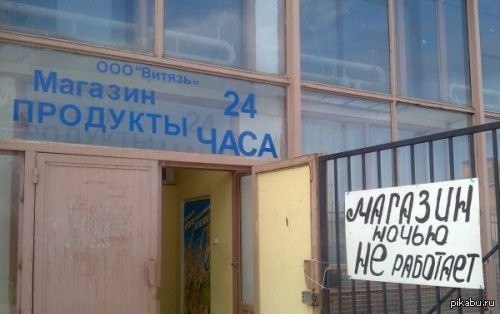 ООО "Витязь"
Магазин 24
ПРОДУКТЫ ЧАСА
МАГАЗИН
НОЧЬЮ
НЕ РАБОТАЕТ
pikabu.ru